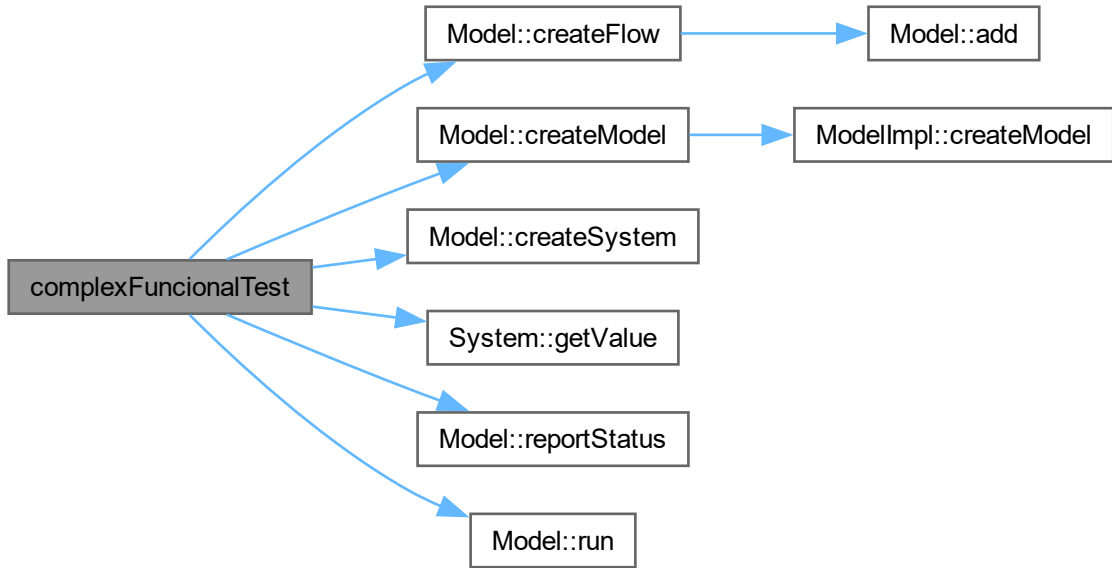 Model::createFlow
Model::add
Model::createModel
ModelImpl::createModel
Model::createSystem
complexFuncionalTest
System::getValue
Model::reportStatus
Model::run